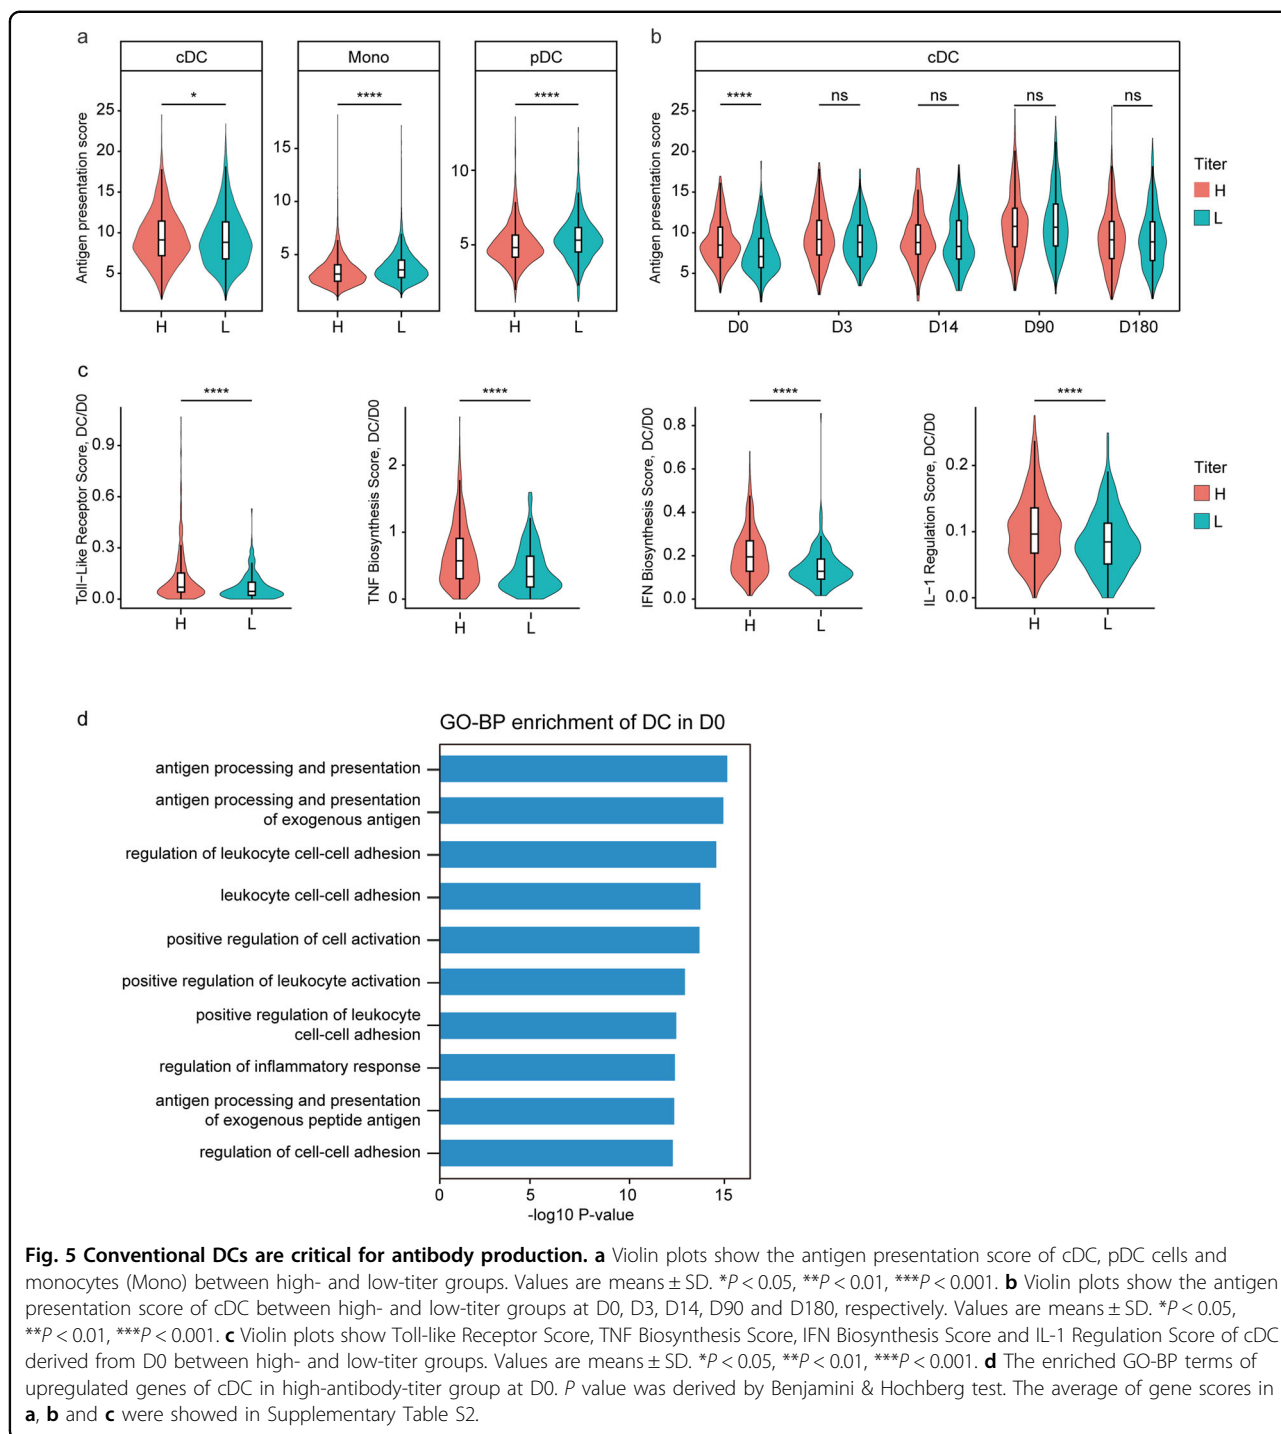 a
cDC
Mono
pDC
*
****
****
Antigen presentation score
25
20
15
10
5
15
10
5
10
5
H
L
H
L
H
L
b
cDC
****
ns
ns
ns
ns
Antigen presentation score
25
20
15
10
5
D0
D3
D14
D90
D180
Titer
H
L
c
****
Toll-Like Receptor Score, DC/D0
0.9
0.6
0.3
0.0
H
L
****
TNF Biosynthesis Score, DC/D0
2
1
0
H
L
****
IFN Biosynthesis Score, DC/D0
0.8
0.6
0.4
0.2
0.0
H
L
****
IL-1 Regulation Score, DC/D0
0.2
0.1
0.0
H
L
Titer
H
L
d
GO-BP enrichment of DC in D0
antigen processing and presentation
antigen processing and presentation
of exogenous antigen
regulation of leukocyte cell-cell adhesion
leukocyte cell-cell adhesion
positive regulation of cell activation
positive regulation of leukocyte activation
positive regulation of leukocyte
cell-cell adhesion
regulation of inflammatory response
antigen processing and presentation
of exogenous peptide antigen
regulation of cell-cell adhesion
0
5
10
15
-log10 P-value
Fig. 5 Conventional DCs are critical for antibody production. a Violin plots show the antigen presentation score of cDC, pDC cells and
monocytes (Mono) between high- and low-titer groups. Values are means ± SD. *P < 0.05, **P < 0.01, ***P < 0.001. b Violin plots show the antigen
presentation score of cDC between high- and low-titer groups at D0, D3, D14, D90 and D180, respectively. Values are means ± SD. *P < 0.05,
**P < 0.01, ***P < 0.001. c Violin plots show Toll-like Receptor Score, TNF Biosynthesis Score, IFN Biosynthesis Score and IL-1 Regulation Score of cDC
derived from D0 between high- and low-titer groups. Values are means ± SD. *P < 0.05, **P < 0.01, ***P < 0.001. d The enriched GO-BP terms of
upregulated genes of cDC in high-antibody-titer group at D0. P value was derived by Benjamini & Hochberg test. The average of gene scores in
a, b and c were showed in Supplementary Table S2.